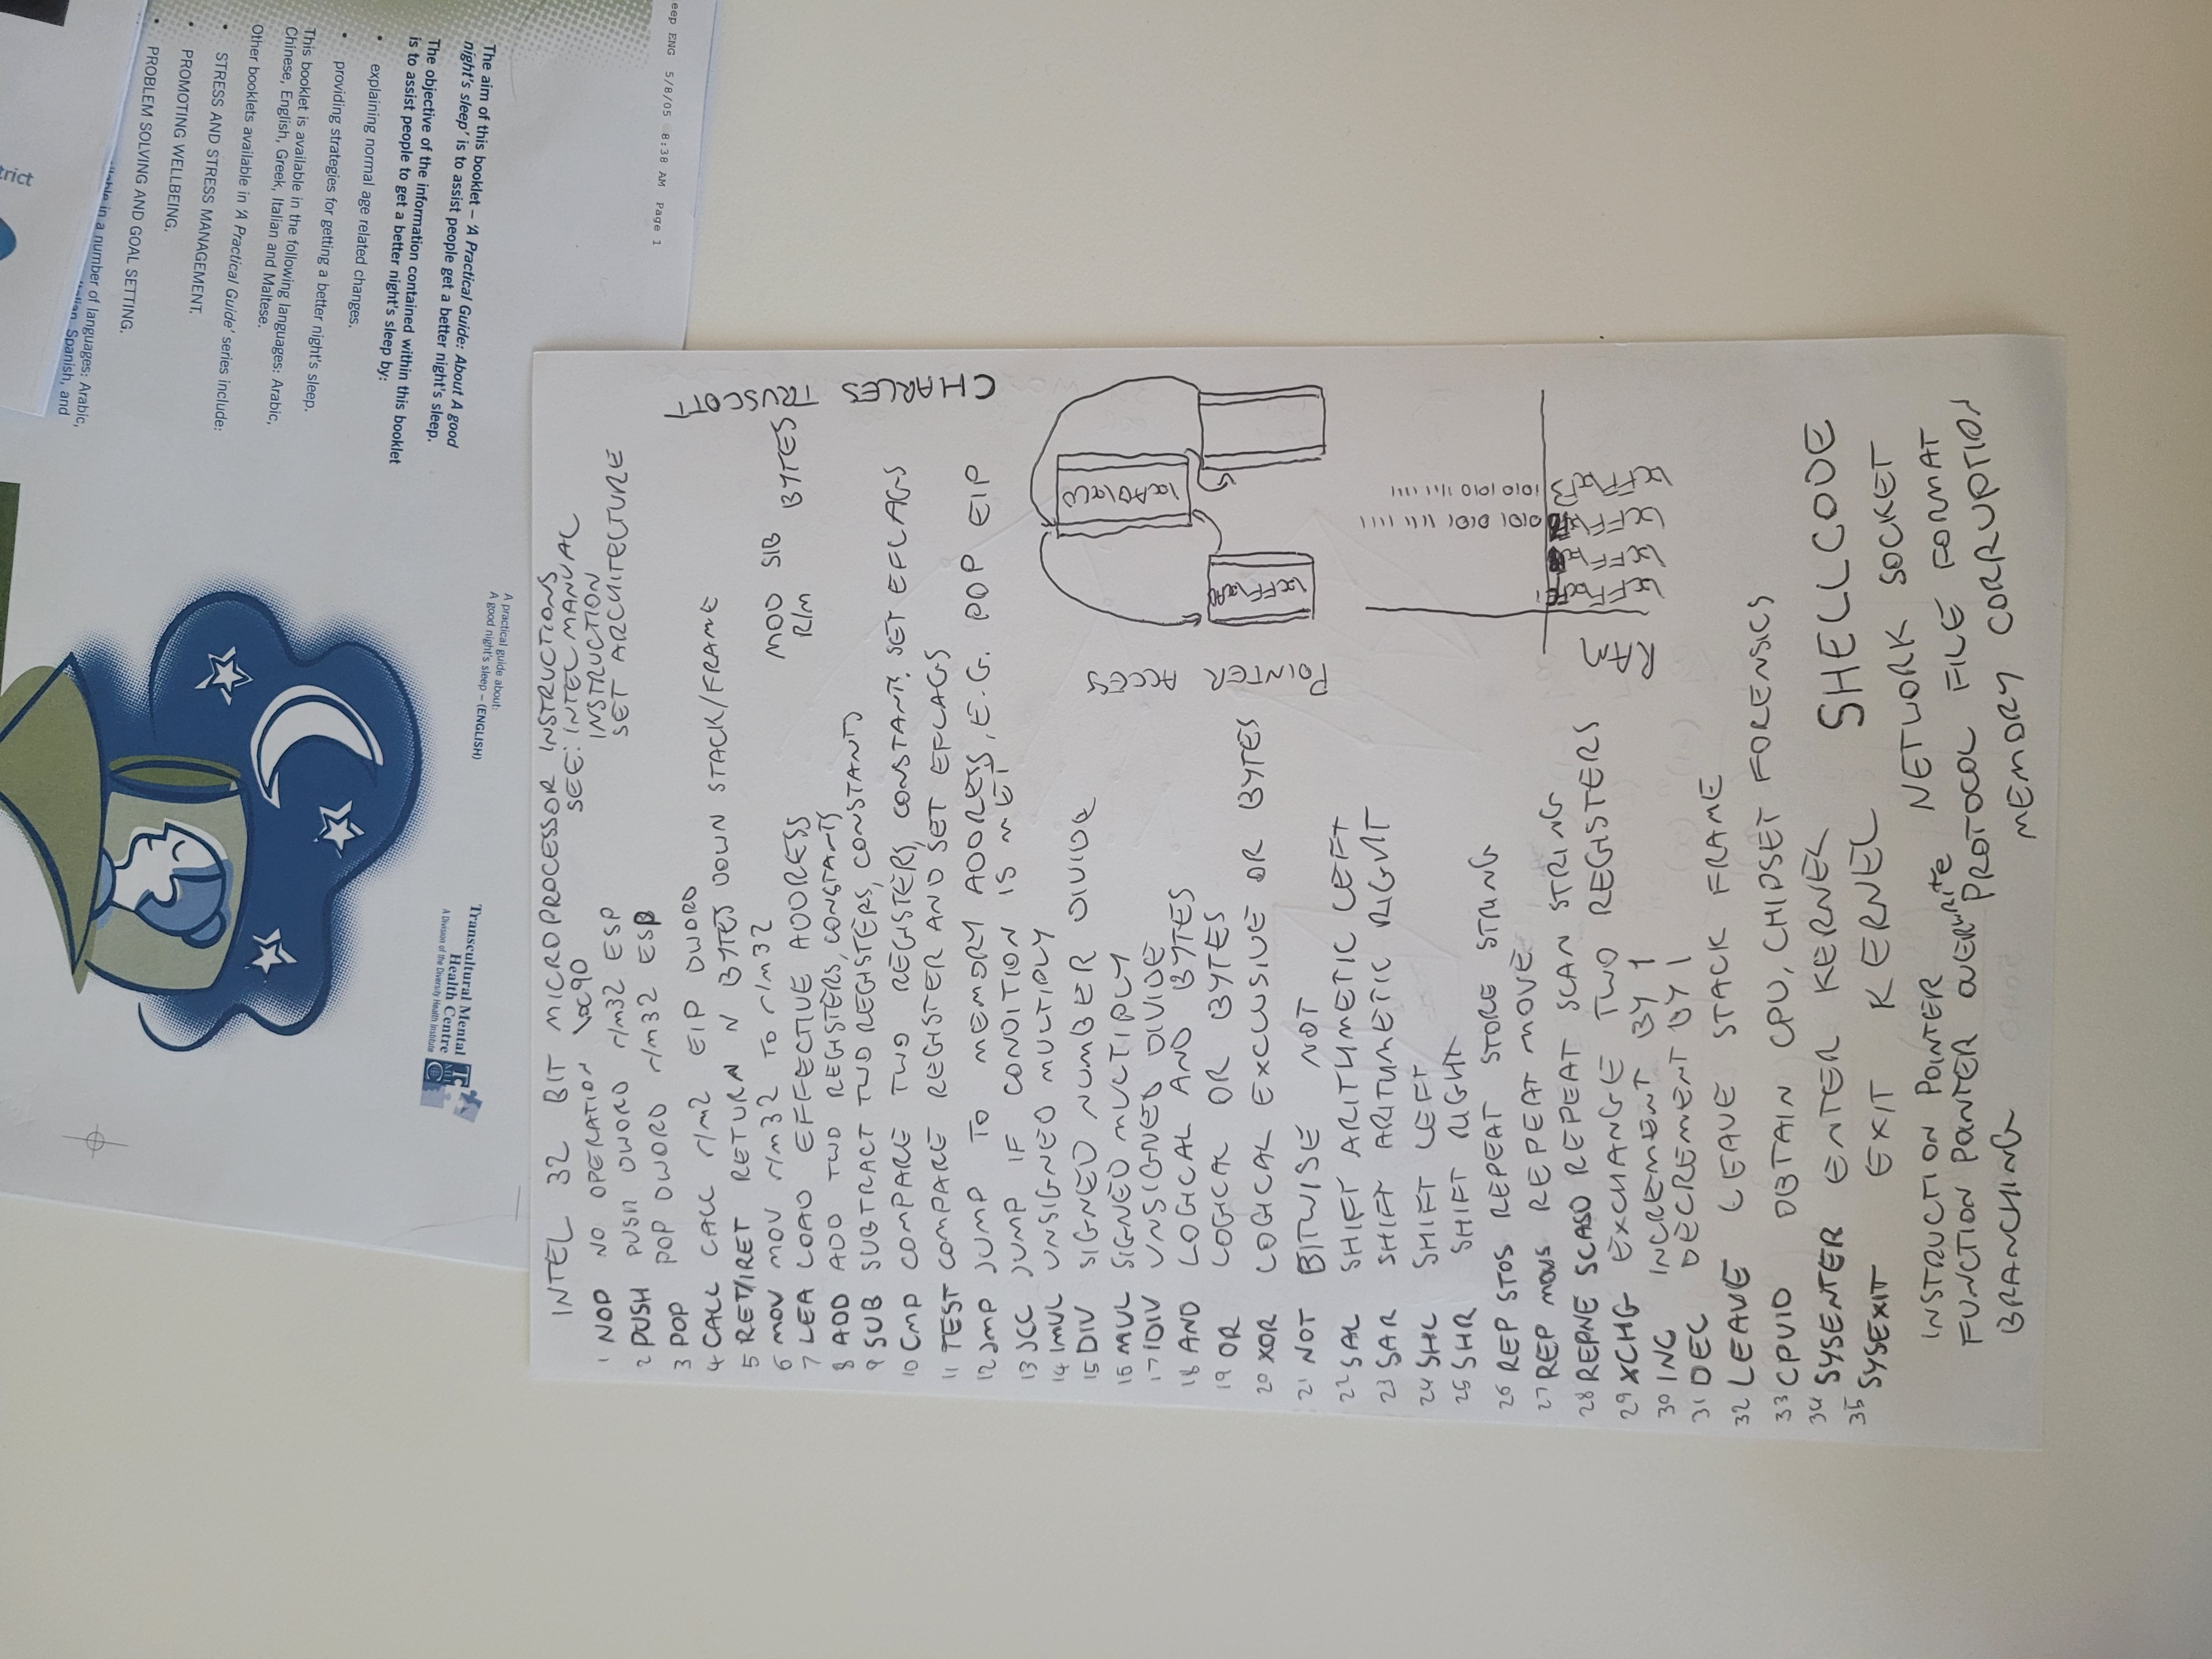 trict
available in a number of languages: Arabic,
Italian, Spanish, and
PROBLEM SOLVING AND GOAL SETTING.
PROMOTING WELLBEING.
STRESS AND STRESS MANAGEMENT.
Other booklets available in 'A Practical Guide' series include:
Chinese, English, Greek, Italian and Maltese.
This booklet is available in the following languages: Arabic,
providing strategies for getting a better night's sleep.
explaining normal age related changes.
is to assist people to get a better night's sleep by:
The objective of the information contained within this booklet
night's sleep' is to assist people get a better night's sleep.
The aim of this booklet – 'A Practical Guide: About A good
Transcultural Mental
Health Centre
A Division of the Diversity Health Institute
A practical guide about:
A good night's sleep – (ENGLISH)
eep ENG 5/8/05 8:38 AM Page 1
INTEL 32 BIT MICROPROCESSOR INSTRUCTIONS
SEE: INTEL MANUAL
INSTRUCTION
SET ARCHITECTURE
1 NOP NO OPERATION \x90
2 PUSH PUSH DWORD r/m32 ESP
3 POP POP DWORD r/m32 ESP
4 CALL CALL r/m2 EIP DWORD
5 RET/IRET RETURN N BYTES DOWN STACK/FRAME
6 MOV MOV r/m32 TO r/m32
7 LEA LOAD EFFECTIVE ADDRESS
MOD SIB BYTES
R/M
8 ADD ADD TWO REGISTERS, CONSTANTS
9 SUB SUBTRACT TWO REGISTERS, CONSTANTS
10 CMP COMPARE TWO REGISTERS, CONSTANTS. SET EFLAGS
11 TEST COMPARE REGISTER AND SET EFLAGS
12 JMP JUMP TO MEMORY ADDRESS, E.G. POP EIP
13 JCC JUMP IF CONDITION IS MET
14 IMUL UNSIGNED MULTIPLY
15 DIV SIGNED NUMBER DIVIDE
16 MUL SIGNED MULTIPLY
17 IDIV UNSIGNED DIVIDE
18 AND LOGICAL AND BYTES
19 OR LOGICAL OR BYTES
20 XOR LOGICAL EXCLUSIVE OR BYTES
21 NOT BITWISE NOT
22 SAL SHIFT ARITHMETIC LEFT
23 SAR SHIFT ARITHMETIC RIGHT
24 SHL SHIFT LEFT
25 SHR SHIFT RIGHT
26 REP STOS REPEAT STORE STRING
27 REP MOVS REPEAT MOVE
28 REPNE SCASD REPEAT SCAN STRING
29 XCHG EXCHANGE TWO REGISTERS
30 INC INCREMENT BY 1
31 DEC DECREMENT BY 1
32 LEAVE LEAVE STACK FRAME
33 CPUID OBTAIN CPU, CHIPSET FORENSICS
34 SYSENTER ENTER KERNEL
35 SYSEXIT EXIT KERNEL
CHARLES TRUSCOTT
POINTER ACCESS
\xFF\xAD
RAM
0101 0101 1111 1111
1010 1010 1111 1111
SHELLCODE
NETWORK SOCKET
PROTOCOL FILE FORMAT
MEMORY CORRUPTION
INSTRUCTION POINTER
FUNCTION POINTER OVERWRITE
BRANCHING